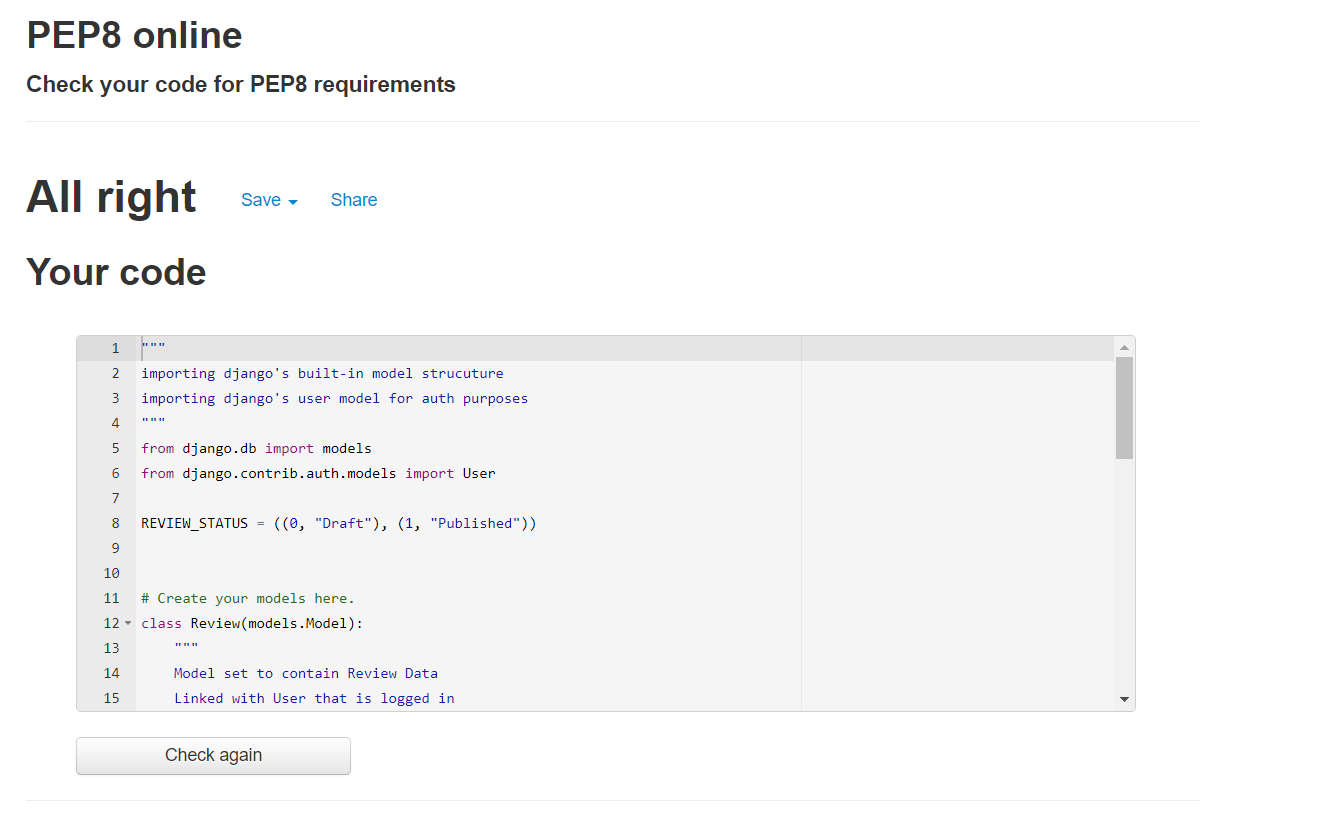 PEP8 online
Check your code for PEP8 requirements
All right Save Share
Your code
1 """
2 importing django's built-in model strucuture
3 importing django's user model for auth purposes
4 """
5 from django.db import models
6 from django.contrib.auth.models import User
7
8 REVIEW_STATUS = ((0, "Draft"), (1, "Published"))
9
10
11 # Create your models here.
12 class Review(models.Model):
13     """
14     Model set to contain Review Data
15     Linked with User that is logged in
Check again